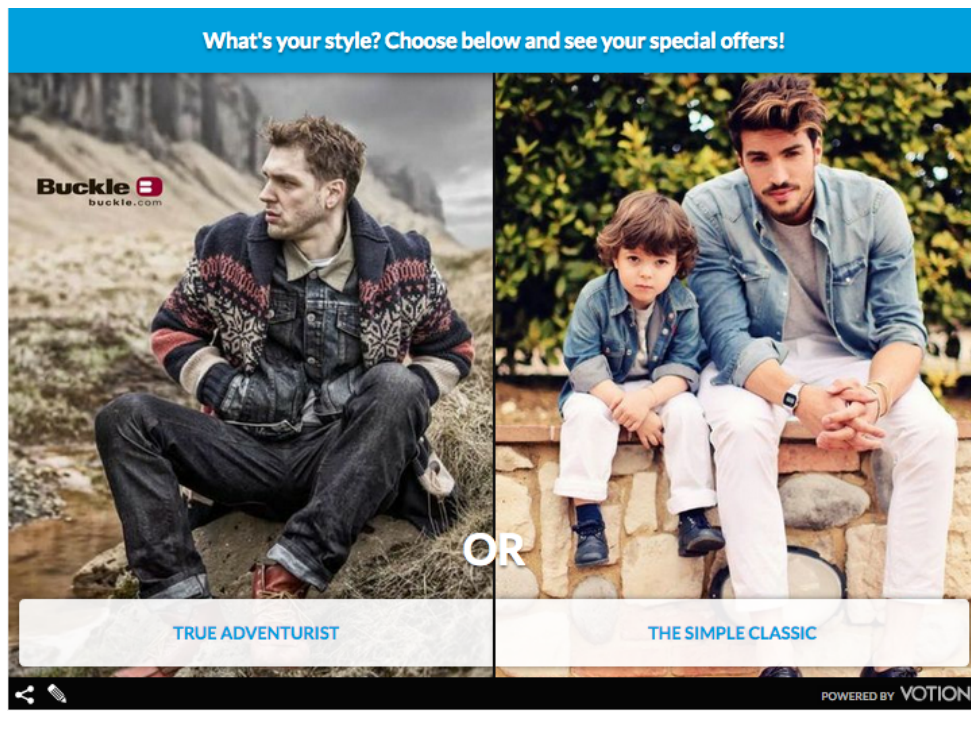 What's your style? Choose below and see your special offers!
Buckle B
buckle.com
OR
TRUE ADVENTURIST
THE SIMPLE CLASSIC
POWERED BY VOTION